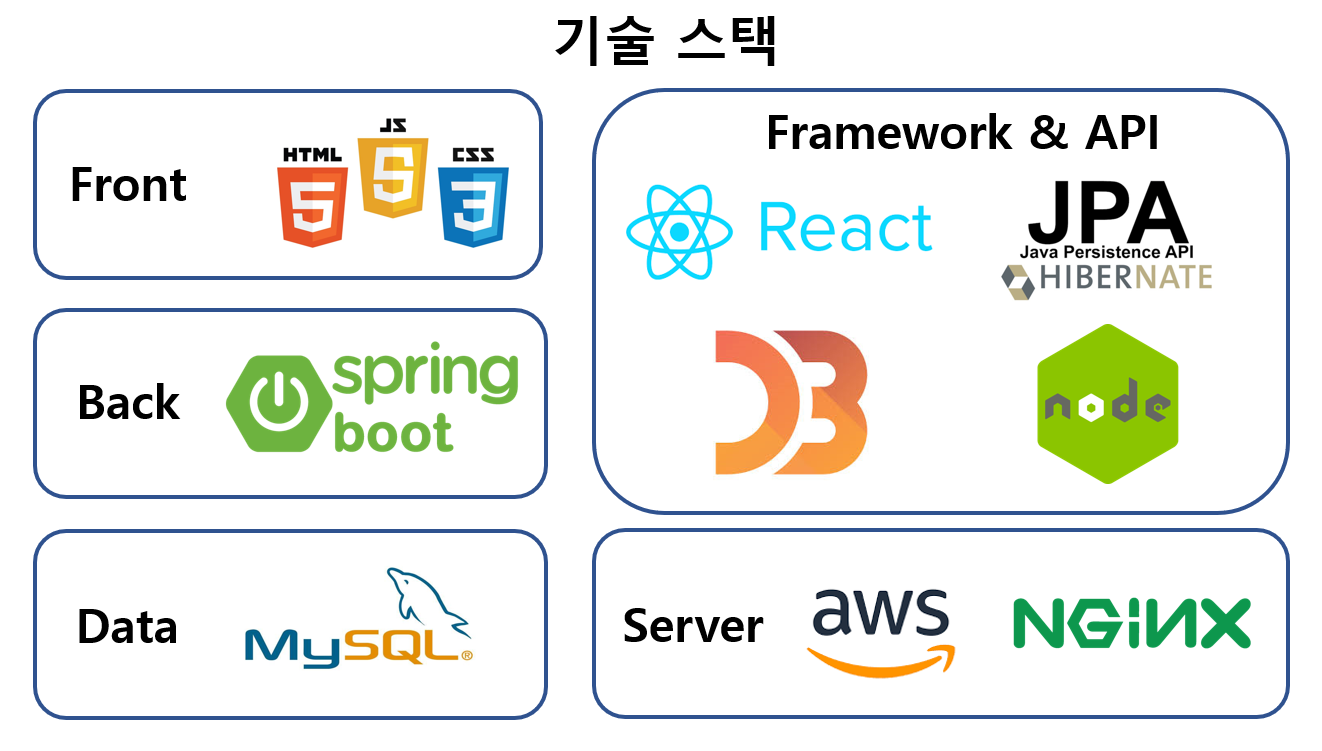 기술 스택
Front
HTML
5
JS
5
CSS
3
Framework & API
React
JPA
Java Persistence API
HIBERNATE
D3
node
Back
spring
boot
Data
MySQL®
Server
aws
NGINX